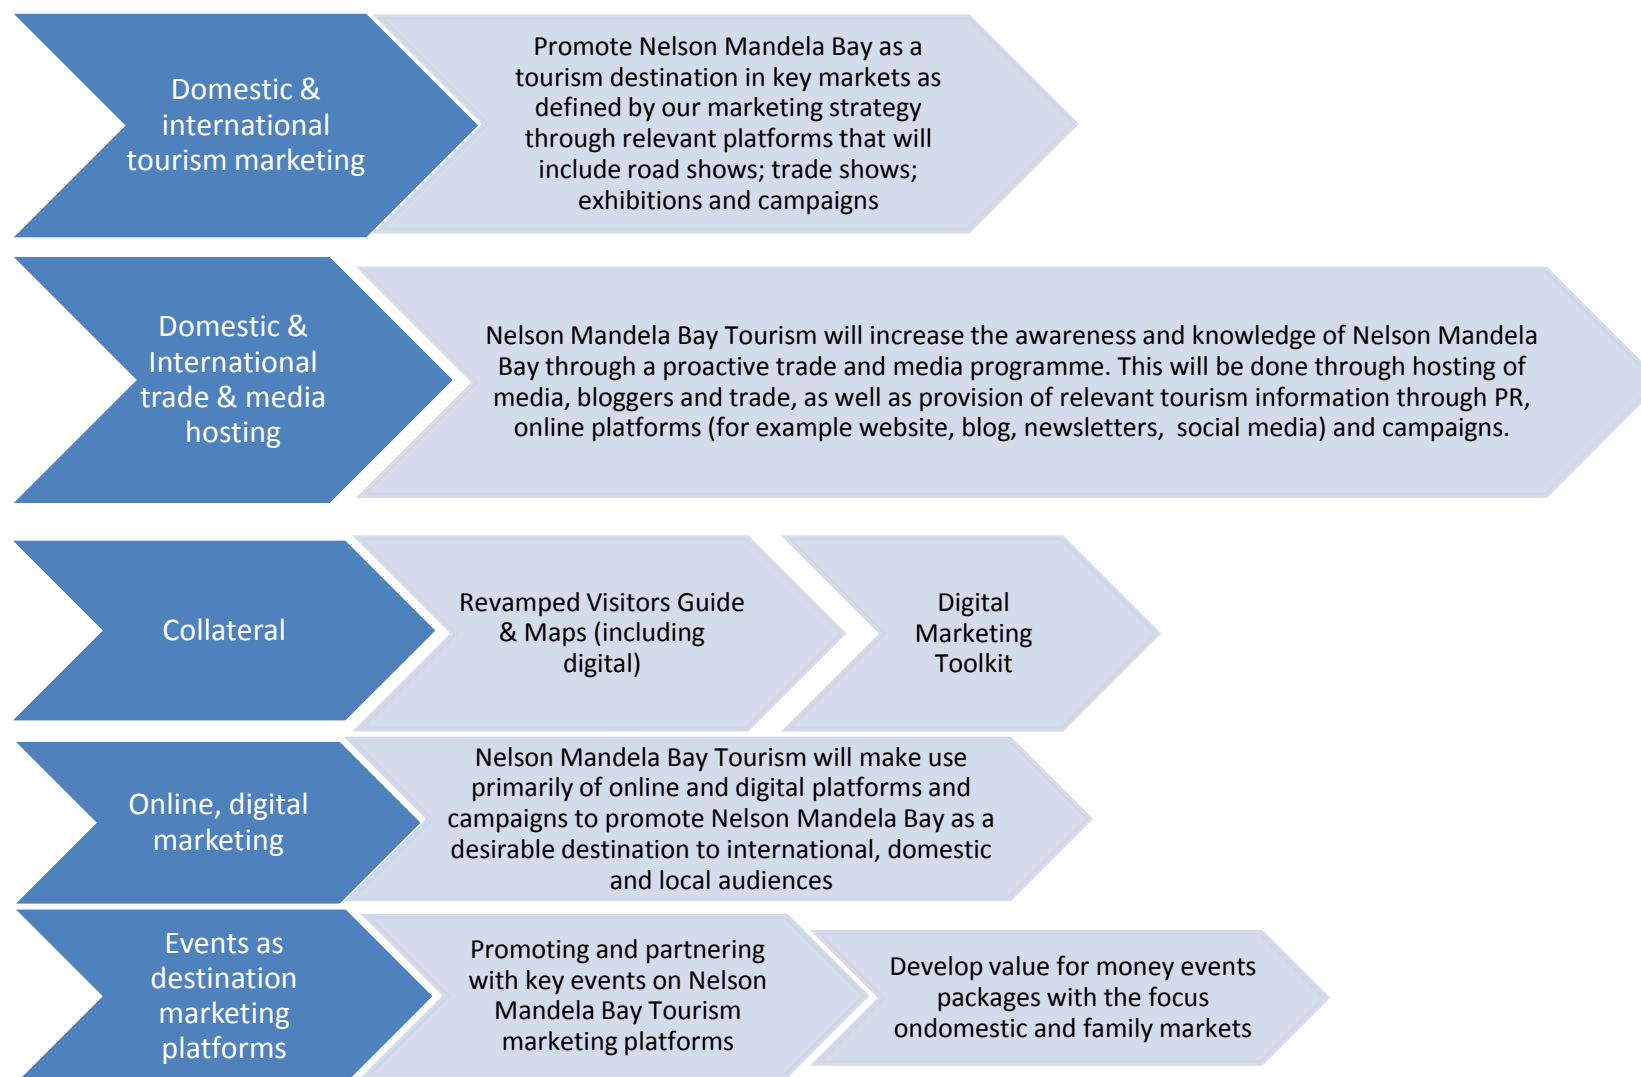 Domestic &
international
tourism marketing
Promote Nelson Mandela Bay as a
tourism destination in key markets as
defined by our marketing strategy
through relevant platforms that will
include road shows; trade shows;
exhibitions and campaigns
Domestic &
International
trade & media
hosting
Nelson Mandela Bay Tourism will increase the awareness and knowledge of Nelson Mandela
Bay through a proactive trade and media programme. This will be done through hosting of
media, bloggers and trade, as well as provision of relevant tourism information through PR,
online platforms (for example website, blog, newsletters, social media) and campaigns.
Collateral
Revamped Visitors Guide
& Maps (including
digital)
Digital
Marketing
Toolkit
Online, digital
marketing
Nelson Mandela Bay Tourism will make use
primarily of online and digital platforms and
campaigns to promote Nelson Mandela Bay as a
desirable destination to international, domestic
and local audiences
Events as
destination
marketing
platforms
Promoting and partnering
with key events on Nelson
Mandela Bay Tourism
marketing platforms
Develop value for money events
packages with the focus
ondomestic and family markets